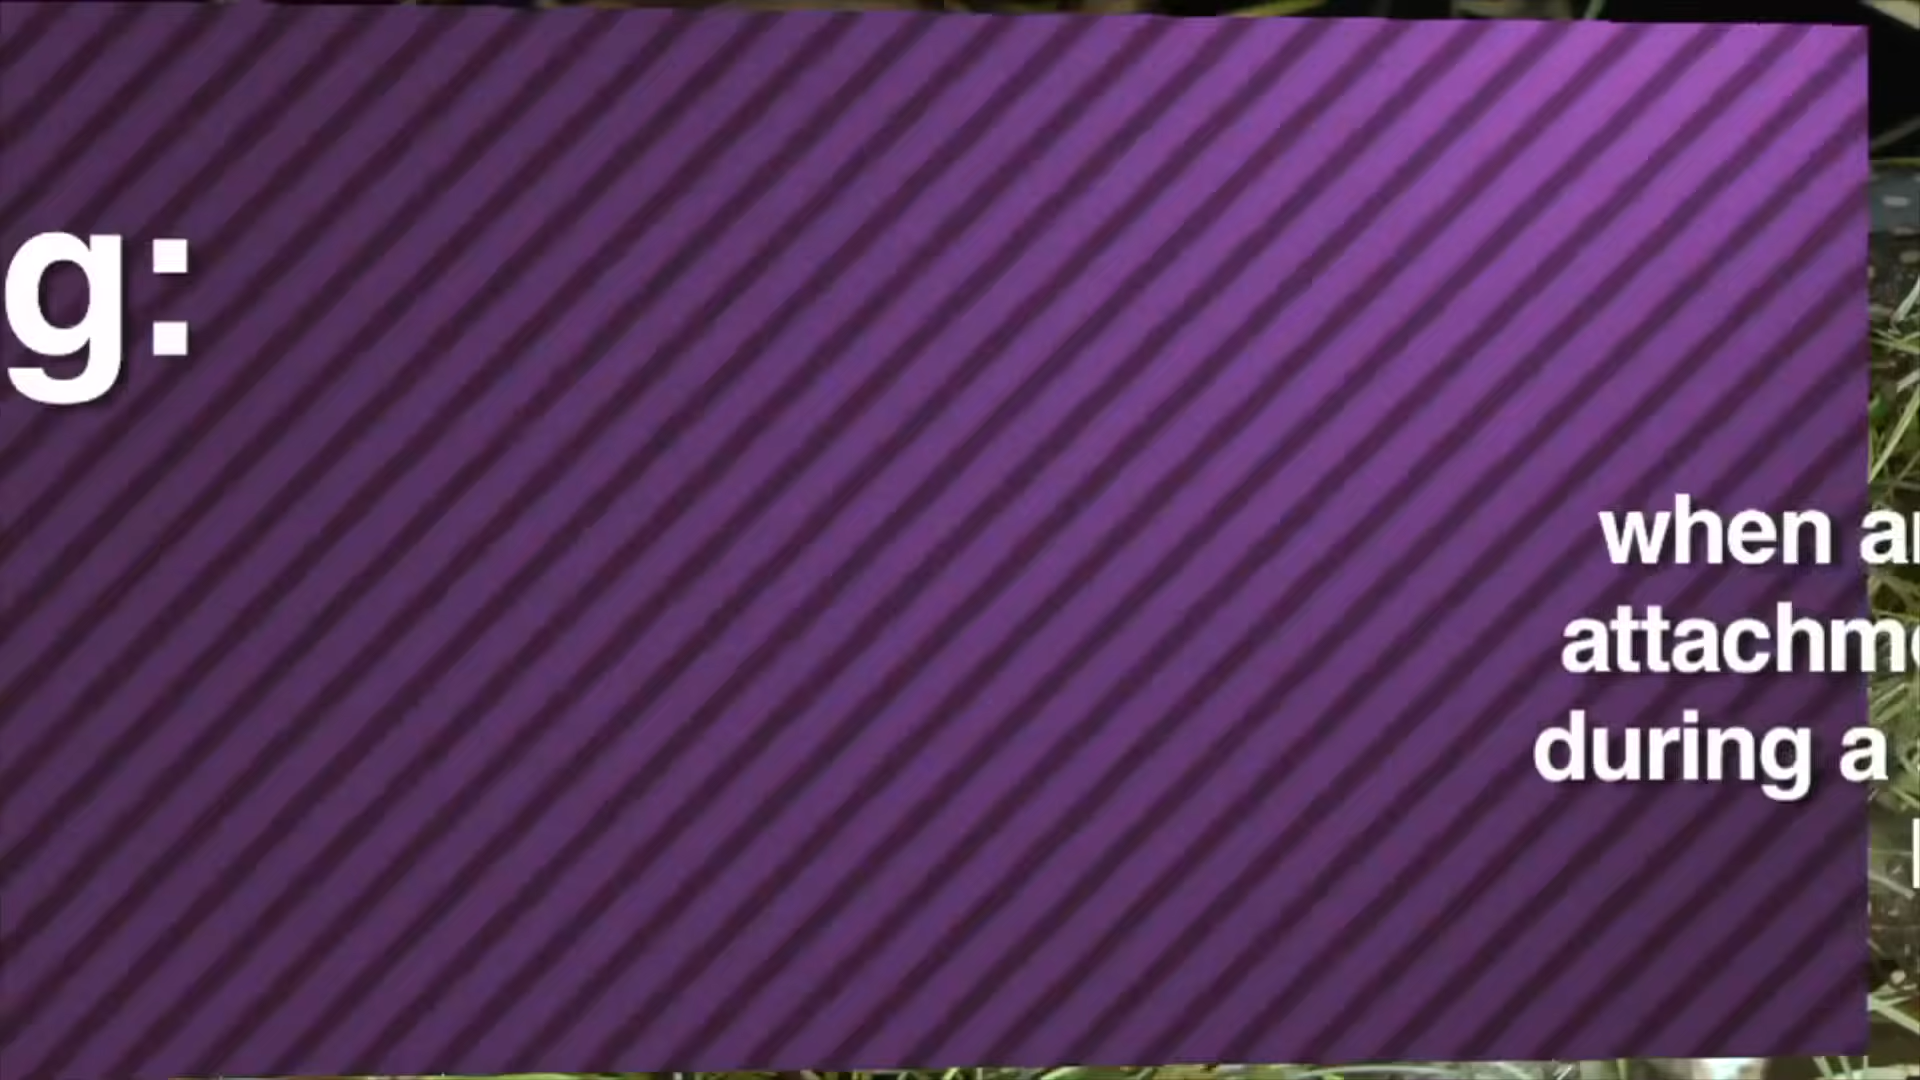 g:
when
attachm
during a